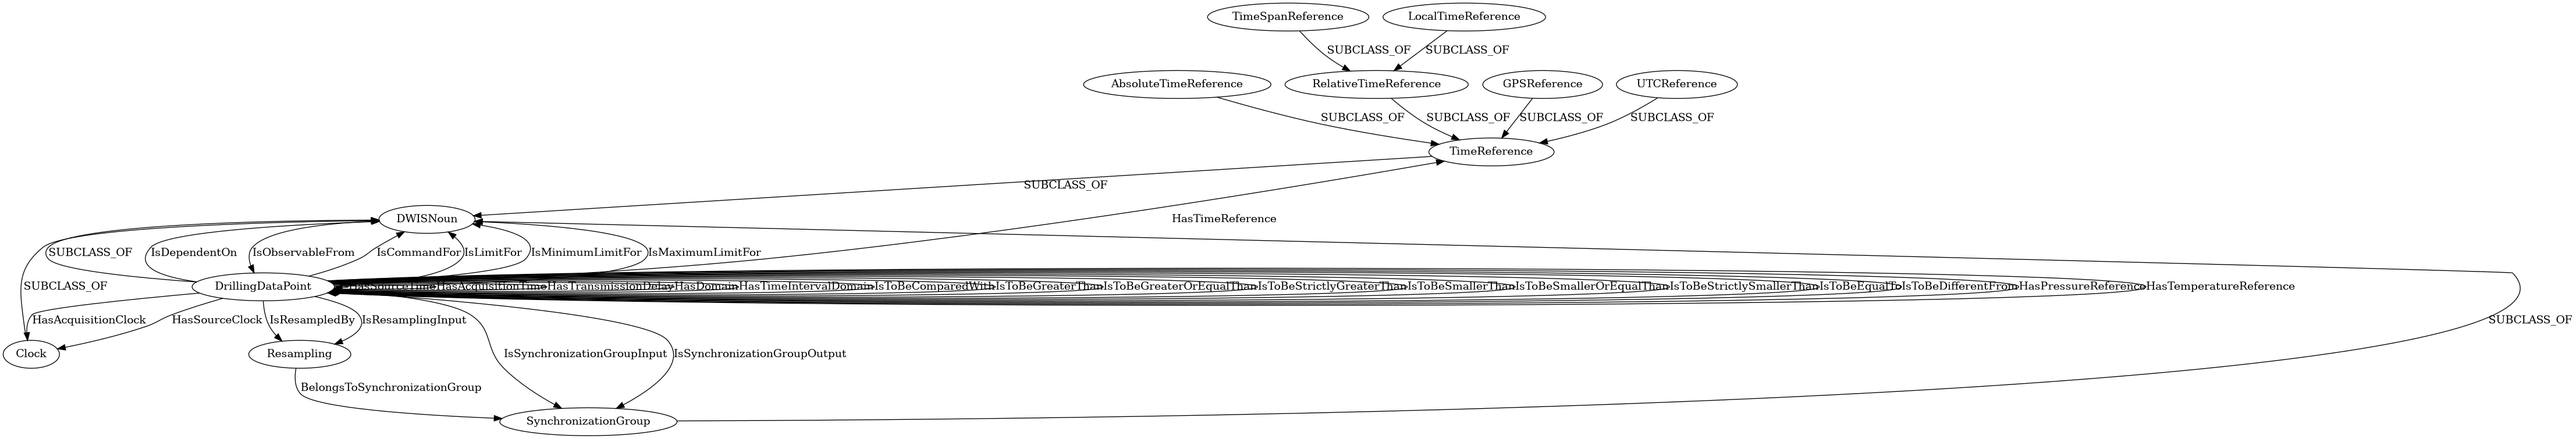 TimeSpanReference
LocalTimeReference
SUBCLASS_OF
SUBCLASS_OF
AbsoluteTimeReference
RelativeTimeReference
GPSReference
UTCReference
SUBCLASS_OF
SUBCLASS_OF
SUBCLASS_OF
SUBCLASS_OF
TimeReference
SUBCLASS_OF
DWISNoun
HasTimeReference
SUBCLASS_OF
IsDependentOn
IsObservableFrom
IsCommandFor
IsLimitFor
IsMinimumLimitFor
IsMaximumLimitFor
SUBCLASS_OF
DrillingDataPoint
HasSourceTime
HasAcquisitionTime
HasTransmissionDelay
HasDomain
HasTimeIntervalDomain
IsToBeComparedWith
IsToBeGreaterThan
IsToBeGreaterOrEqualThan
IsToBeStrictlyGreaterThan
IsToBeSmallerThan
IsToBeSmallerOrEqualThan
IsToBeStrictlySmallerThan
IsToBeEqualTo
IsToBeDifferentFrom
HasPressureReference
HasTemperatureReference
HasAcquisitionClock
HasSourceClock
IsResampledBy
IsResamplingInput
SUBCLASS_OF
Clock
Resampling
IsSynchronizationGroupInput
IsSynchronizationGroupOutput
BelongsToSynchronizationGroup
SynchronizationGroup